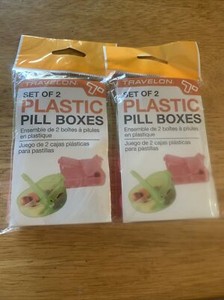 TRAVELON
SET OF 2
PLASTIC
PILL BOXES
Ensemble de 2 boîtes à pilules
en plastique
Juego de 2 cajas plásticas
para pastillas
TRAVELON
SET OF 2
PLASTIC
PILL BOXES
Ensemble de 2 boîtes à pilules
en plastique
Juego de 2 cajas plásticas
para pastillas